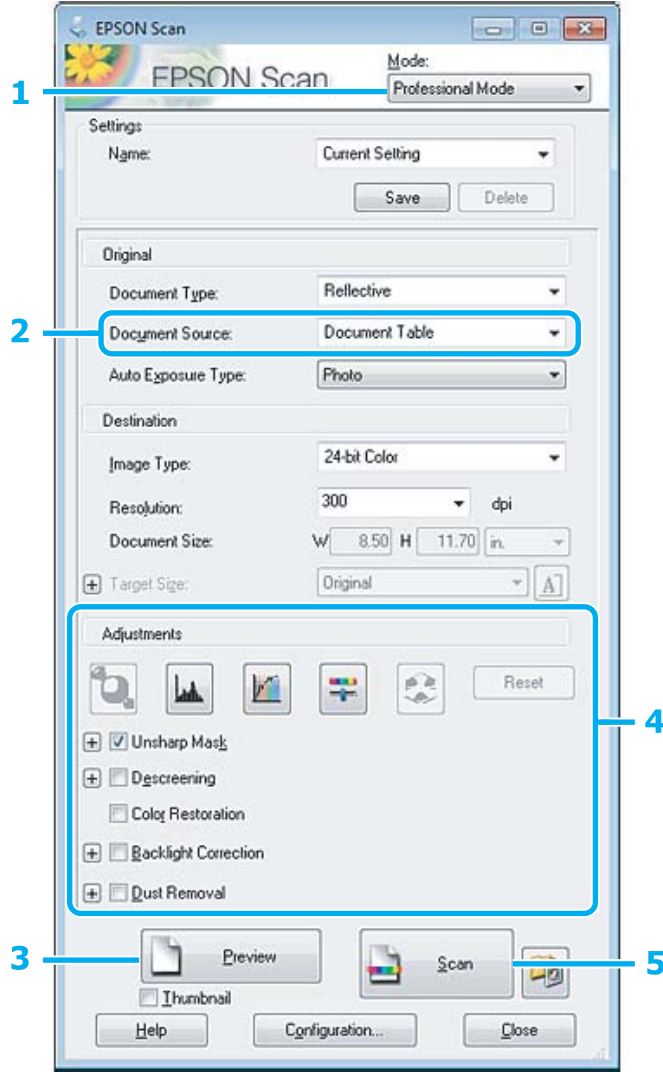 EPSON Scan
EPSON Scan
Mode:
1
Professional Mode
Settings
Name:
Current Setting
Save
Delete
Original
Document Type:
Reflective
2
Document Source:
Document Table
Auto Exposure Type:
Photo
Destination
Image Type:
24-bit Color
Resolution:
300
dpi
Document Size:
W 8.50 H 11.70 in.
Target Size:
Original
A
Adjustments
Reset
4
Unsharp Mask
Descreening
Color Restoration
Backlight Correction
Dust Removal
3
Preview
Scan
5
Thumbnail
Help
Configuration...
Close